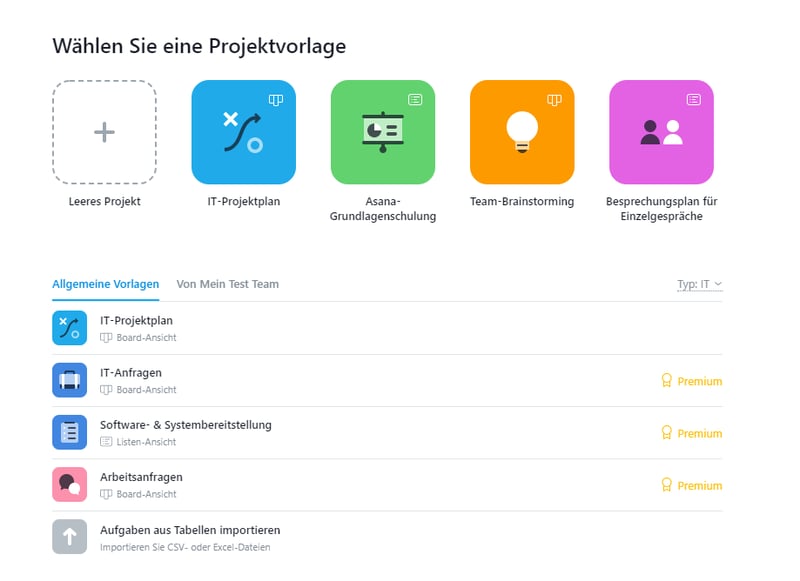 Wählen Sie eine Projektvorlage
Leeres Projekt
IT-Projektplan
Asana-
Grundlagenschulung
Team-Brainstorming
Besprechungsplan für
Einzelgespräche
Allgemeine Vorlagen
Von Mein Test Team
Typ: IT
IT-Projektplan
Board-Ansicht
IT-Anfragen
Board-Ansicht
Premium
Software- & Systembereitstellung
Listen-Ansicht
Premium
Arbeitsanfragen
Board-Ansicht
Premium
Aufgaben aus Tabellen importieren
Importieren Sie CSV- oder Excel-Dateien